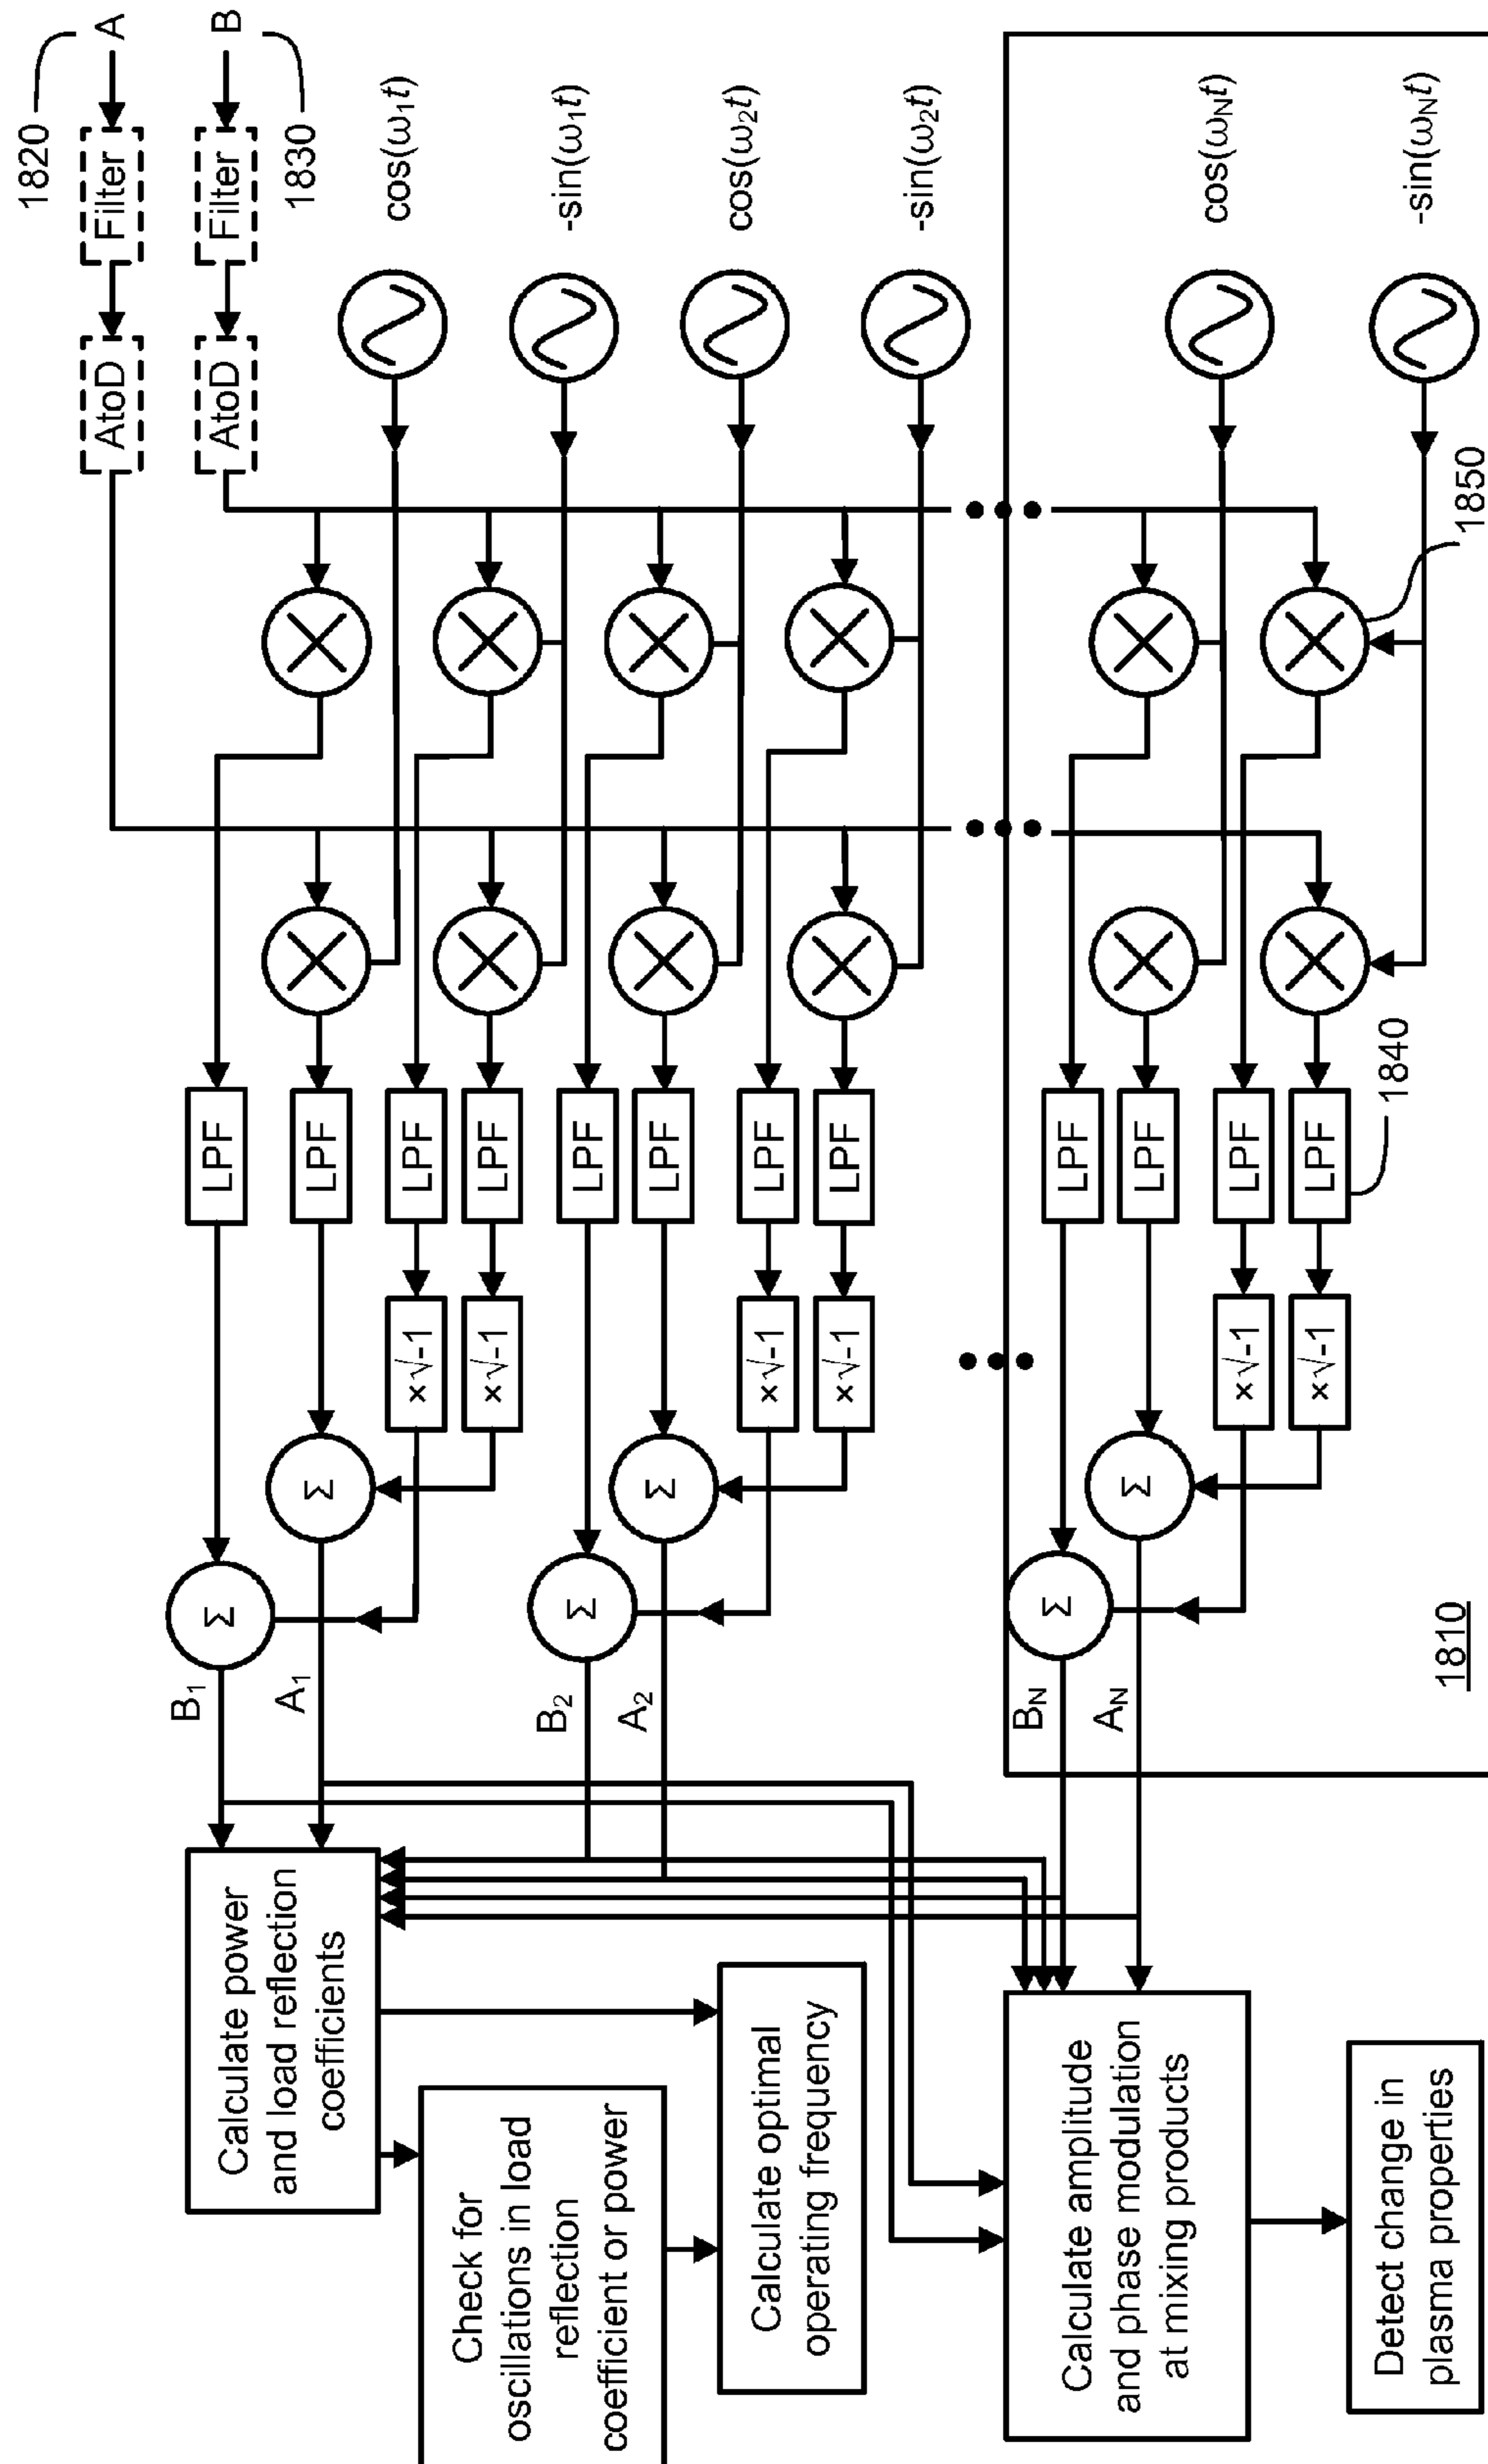 1820
A
Filter
AtoD
B
Filter
AtoD
1830
cos(ω1t)
-sin(ω1t)
cos(ω2t)
-sin(ω2t)
cos(ωNt)
-sin(ωNt)
1850
LPF
LPF
LPF
LPF
LPF
LPF
LPF
LPF
LPF
LPF
LPF
LPF
1840
×√-1
×√-1
×√-1
×√-1
×√-1
×√-1
Σ
Σ
Σ
Σ
Σ
Σ
B1
A1
B2
A2
BN
AN
1810
Calculate power
and load reflection
coefficients
Check for
oscillations in load
reflection
coefficient or power
Calculate optimal
operating frequency
Calculate amplitude
and phase modulation
at mixing products
Detect change in
plasma properties